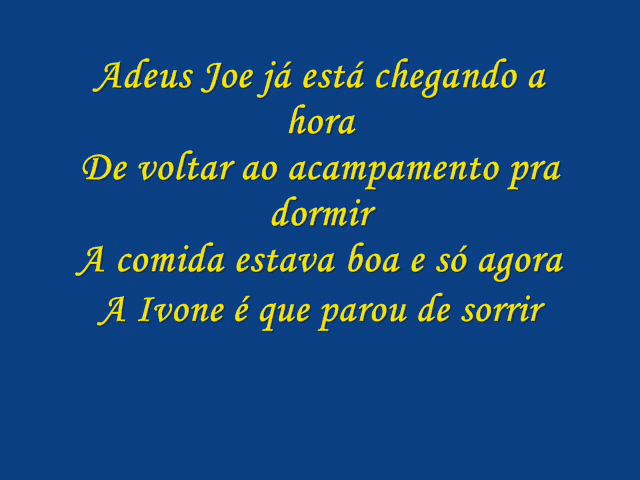 Adeus Joe já está chegando a
hora
De voltar ao acampamento pra
dormir
A comida estava boa e só agora
A Ivone é que parou de sorrir